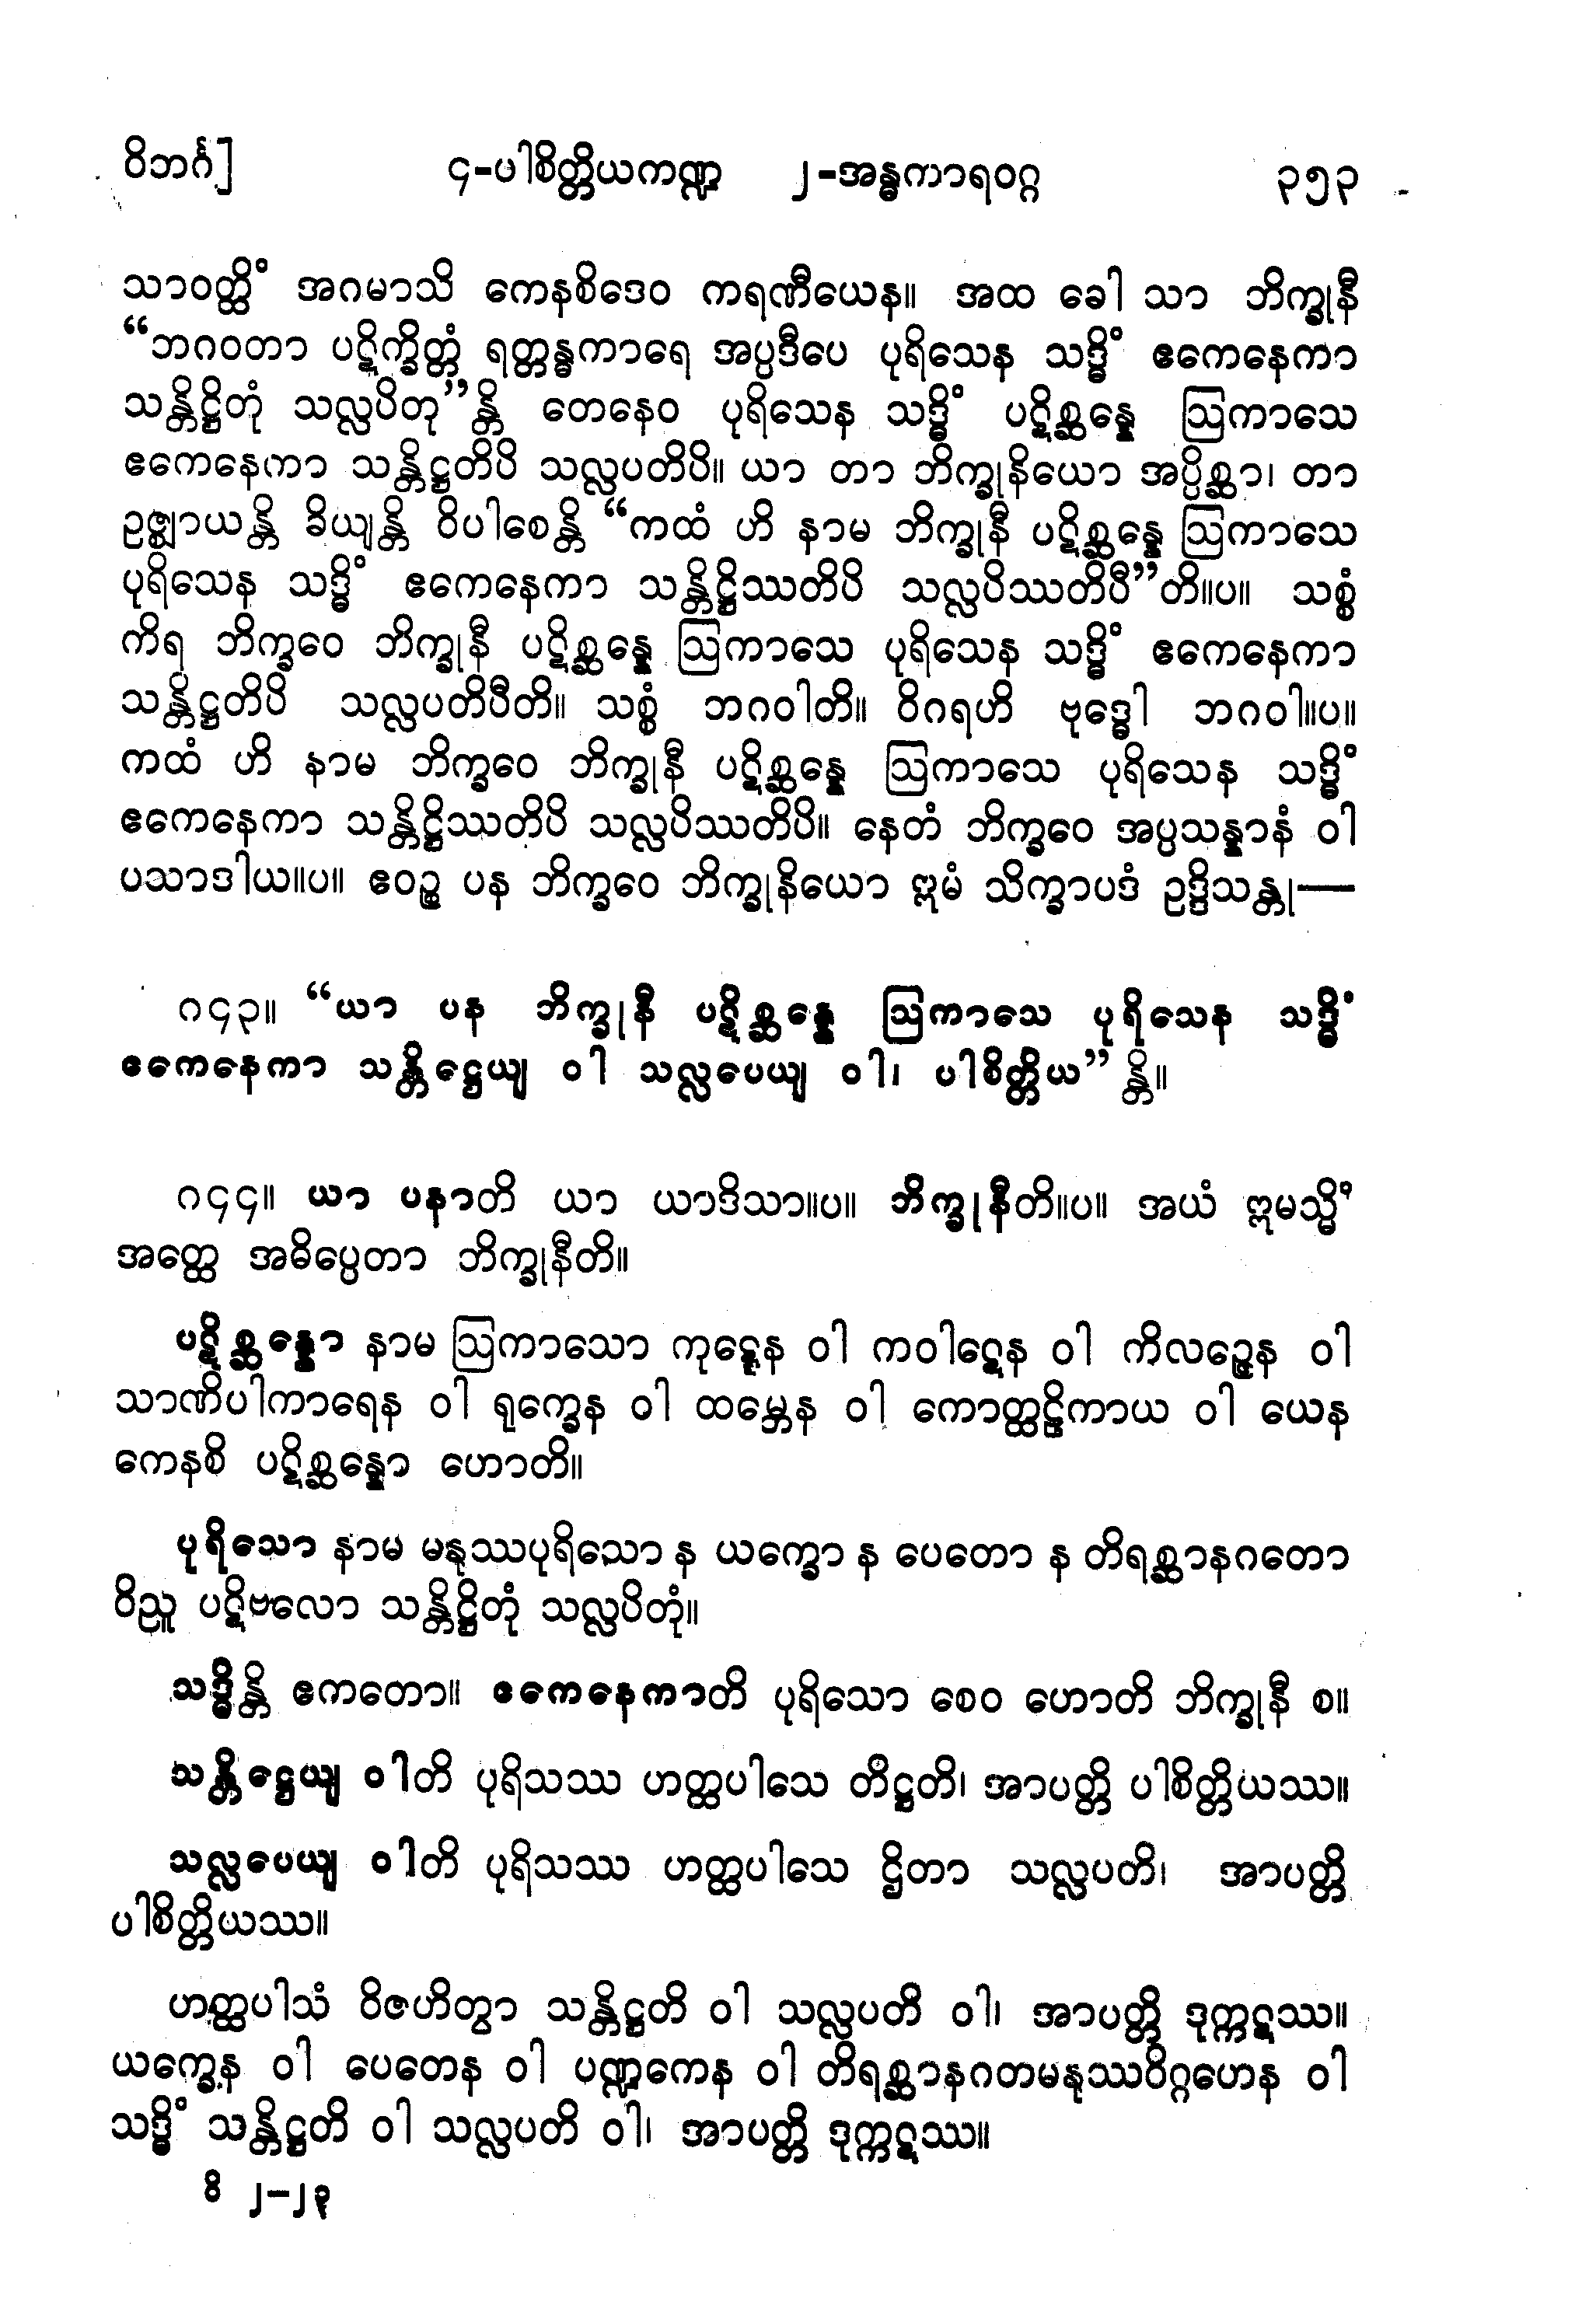 ဝိဘင်္ဂ]    ၄-ပါစိတ္တိယကဏ္ဍ    ၂-အန္ဓကာရဝဂ္ဂ    ၃၅၃
သာဝတ္ထိံ အဂမာသိ ကေနစိဒေဝ ကရဏီယေန။ အထ ခေါ သာ ဘိက္ခုနီ
“ဘဂဝတာ ပဋိက္ခိတ္တံ ရတ္တန္ဓကာရေ အပ္ပဒီပေ ပုရိသေန သဒ္ဓိံ ဧကေနေကာ
သန္တိဋ္ဌိတုံ သလ္လပိတု”န္တိ တေနေဝ ပုရိသေန သဒ္ဓိံ ပဋိစ္ဆန္နေ ဩကာသေ
ဧကေနေကာ သန္တိဋ္ဌတိပိ သလ္လပတိပိ။ ယာ တာ ဘိက္ခုနိယော အပ္ပိစ္ဆာ၊ တာ
ဥဇ္ဈာယန္တိ ခိယျန္တိ ဝိပါစေန္တိ “ကထံ ဟိ နာမ ဘိက္ခုနီ ပဋိစ္ဆန္နေ ဩကာသေ
ပုရိသေန သဒ္ဓိံ ဧကေနေကာ သန္တိဋ္ဌိဿတိပိ သလ္လပိဿတိပီ”တိ။ပ။ သစ္စံ
ကိရ ဘိက္ခဝေ ဘိက္ခုနီ ပဋိစ္ဆန္နေ ဩကာသေ ပုရိသေန သဒ္ဓိံ ဧကေနေကာ
သန္တိဋ္ဌတိပိ သလ္လပတိပီတိ။ သစ္စံ ဘဂဝါတိ။ ဝိဂရဟိ ဗုဒ္ဓေါ ဘဂဝါ။ပ။
ကထံ ဟိ နာမ ဘိက္ခဝေ ဘိက္ခုနီ ပဋိစ္ဆန္နေ ဩကာသေ ပုရိသေန သဒ္ဓိံ
ဧကေနေကာ သန္တိဋ္ဌိဿတိပိ သလ္လပိဿတိပိ။ နေတံ ဘိက္ခဝေ အပ္ပသန္နာနံ ဝါ
ပသာဒါယ။ပ။ ဧဝဉ္စ ပန ဘိက္ခဝေ ဘိက္ခုနိယော ဣမံ သိက္ခာပဒံ ဥဒ္ဒိသန္တု—
ဂ၄၃။ “ယာ ပန ဘိက္ခုနီ ပဋိစ္ဆန္နေ ဩကာသေ ပုရိသေန သဒ္ဓိံ
ဧကေနေကာ သန္တိဋ္ဌေယျ ဝါ သလ္လပေယျ ဝါ၊ ပါစိတ္တိယ”န္တိ။
ဂ၄၄။ ယာ ပနာတိ ယာ ယာဒိသာ။ပ။ ဘိက္ခုနီတိ။ပ။ အယံ ဣမသ္မိံ
အတ္ထေ အဓိပ္ပေတာ ဘိက္ခုနီတိ။
ပဋိစ္ဆန္နော နာမ ဩကာသော ကုဋ္ဋေန ဝါ ကဝါဋေန ဝါ ကိလဉ္ဇေန ဝါ
သာဏိပါကာရေန ဝါ ရုက္ခေန ဝါ ထမ္ဘေန ဝါ ကောတ္ထဠိကာယ ဝါ ယေန
ကေနစိ ပဋိစ္ဆန္နော ဟောတိ။
ပုရိသော နာမ မနုဿပုရိသော န ယက္ခော န ပေတော န တိရစ္ဆာနဂတော
ဝိညူ ပဋိဗလော သန္တိဋ္ဌိတုံ သလ္လပိတုံ။
သဒ္ဓိန္တိ ဧကတော။ ဧကေနေကာတိ ပုရိသော စေဝ ဟောတိ ဘိက္ခုနီ စ။
သန္တိဋ္ဌေယျ ဝါတိ ပုရိသဿ ဟတ္ထပါသေ တိဋ္ဌတိ၊ အာပတ္တိ ပါစိတ္တိယဿ။
သလ္လပေယျ ဝါတိ ပုရိသဿ ဟတ္ထပါသေ ဌိတာ သလ္လပတိ၊ အာပတ္တိ
ပါစိတ္တိယဿ။
ဟတ္ထပါသံ ဝိဇဟိတွာ သန္တိဋ္ဌတိ ဝါ သလ္လပတိ ဝါ၊ အာပတ္တိ ဒုက္ကဋဿ။
ယက္ခေန ဝါ ပေတေန ဝါ ပဏ္ဍကေန ဝါ တိရစ္ဆာနဂတမနုဿဝိဂ္ဂဟေန ဝါ
သဒ္ဓိံ သန္တိဋ္ဌတိ ဝါ သလ္လပတိ ဝါ၊ အာပတ္တိ ဒုက္ကဋဿ။
ဝိ ၂-၂၃